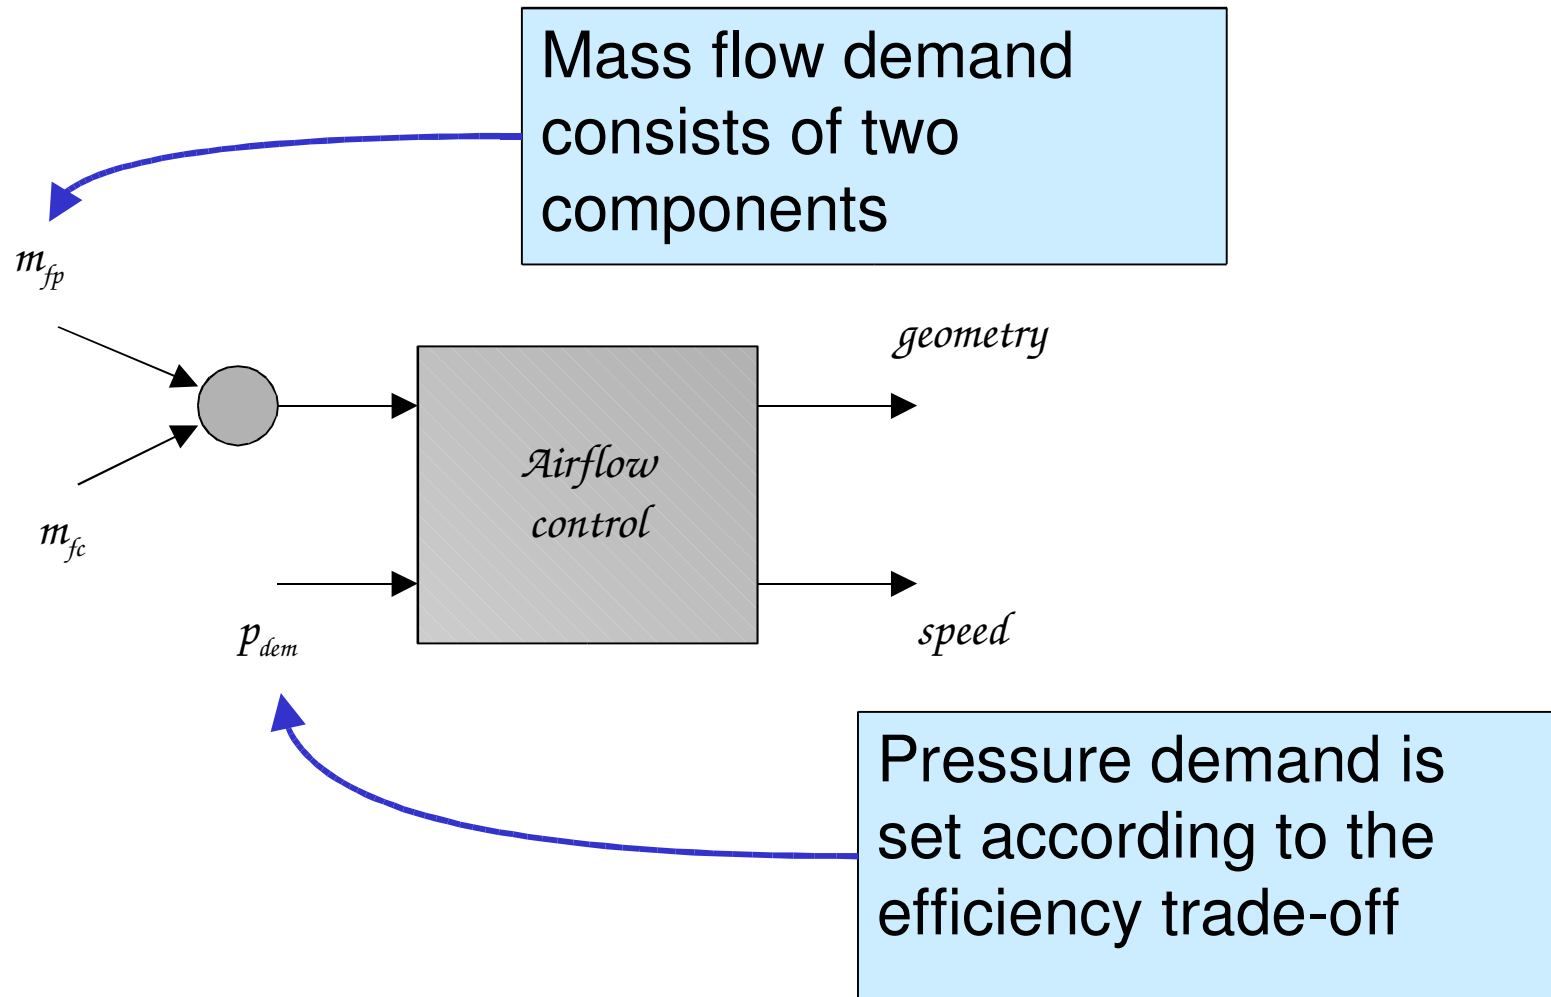 Mass flow demand
consists of two
components
m_fp
geometry
Airflow
control
m_fc
p_dem
speed
Pressure demand is
set according to the
efficiency trade-off